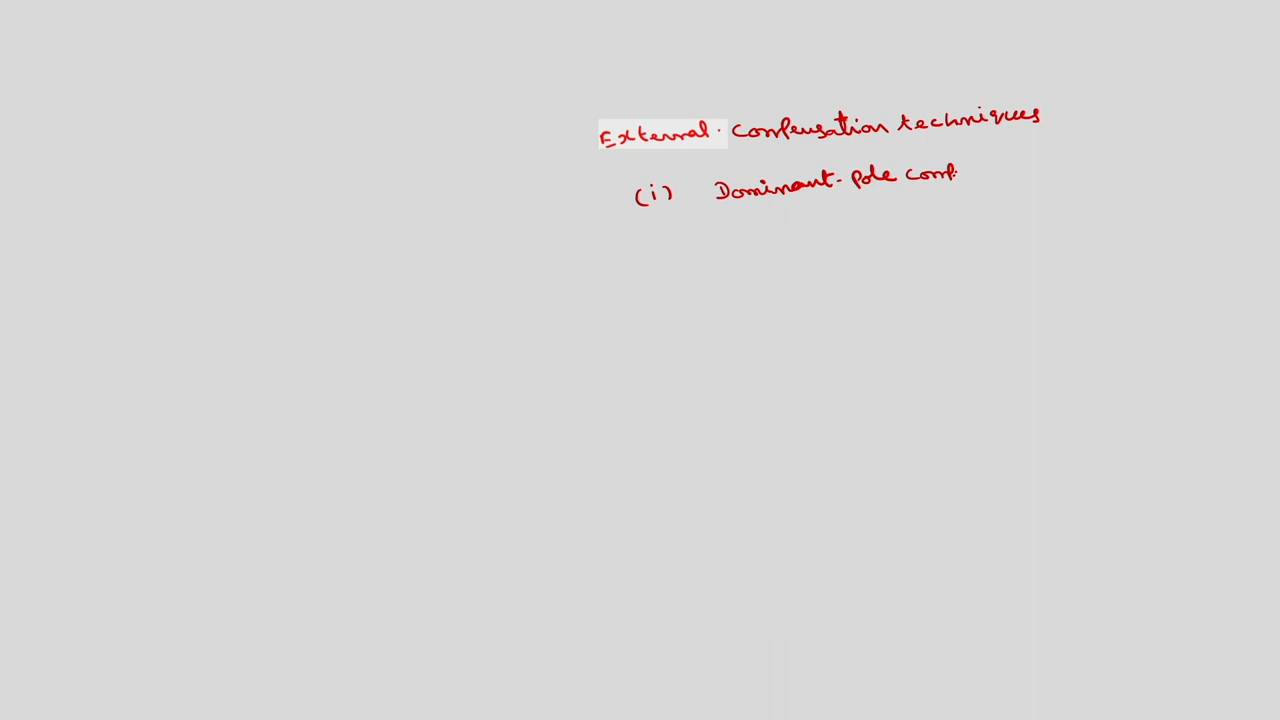 External. Compensation techniques
(i) Dominant-pole comp.